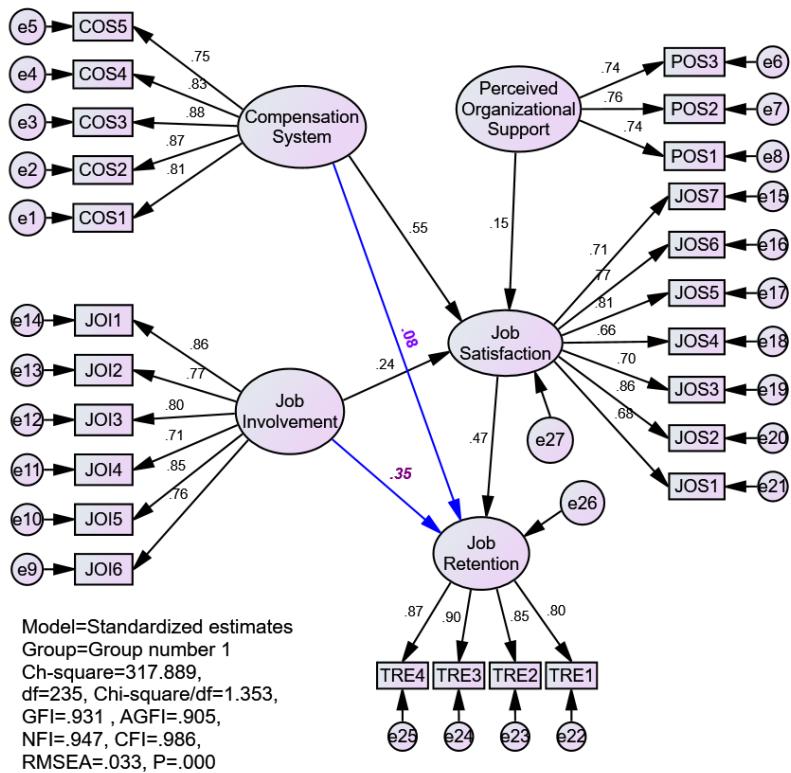 e5 COS5
e4 COS4
e3 COS3
e2 COS2
e1 COS1
.75
.83
.88
.87
.81
Compensation
System
Perceived
Organizational
Support
.74
.76
.74
POS3 e6
POS2 e7
POS1 e8
.55
.15
.08
JOS7 e15
JOS6 e16
JOS5 e17
JOS4 e18
JOS3 e19
JOS2 e20
JOS1 e21
.71
.77
.81
.66
.70
.86
.68
Job
Satisfaction
e27
e14 JOI1
e13 JOI2
e12 JOI3
e11 JOI4
e10 JOI5
e9 JOI6
.86
.77
.80
.71
.85
.76
Job
Involvement
.24
.35
.47
e26
Job
Retention
.87
.90
.85
.80
TRE4 TRE3 TRE2 TRE1
e25 e24 e23 e22
Model=Standardized estimates
Group=Group number 1
Ch-square=317.889,
df=235, Chi-square/df=1.353,
GFI=.931 , AGFI=.905,
NFI=.947, CFI=.986,
RMSEA=.033, P=.000